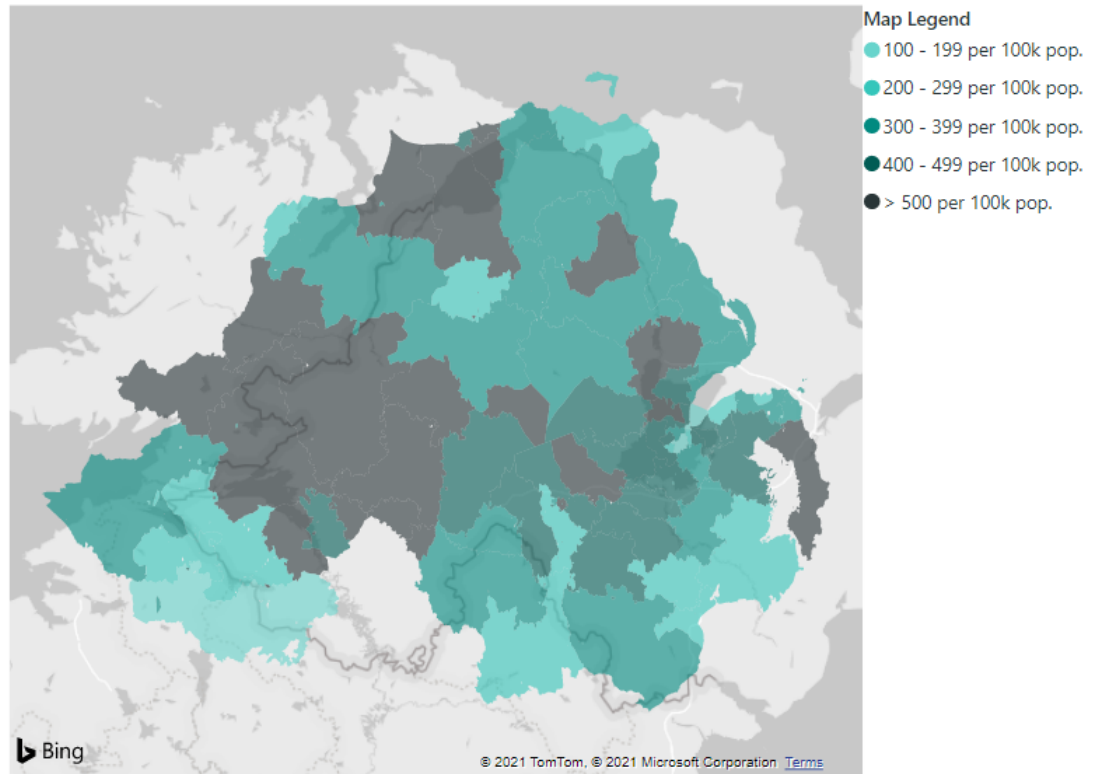 Map Legend
100 - 199 per 100k pop.
200 - 299 per 100k pop.
300 - 399 per 100k pop.
400 - 499 per 100k pop.
> 500 per 100k pop.
Bing
© 2021 TomTom, © 2021 Microsoft Corporation Terms